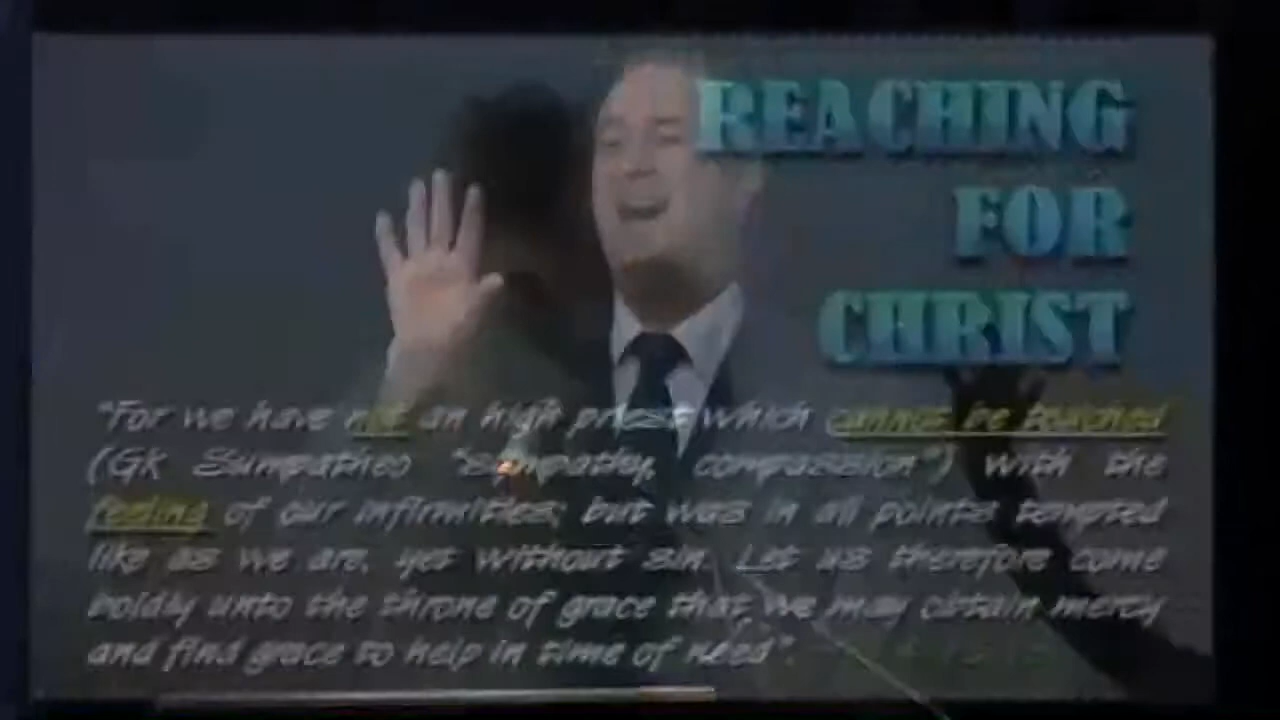 REACHING
FOR
CHRIST
"For we have not an high priest which cannot be touched
(GK Sumpatheo "sympathy, compassion") with the
feeling of our infirmities; but was in all points tempted
like as we are, yet without sin. Let us therefore come
boldly unto the throne of grace that we may obtain mercy
and find grace to help in time of need".